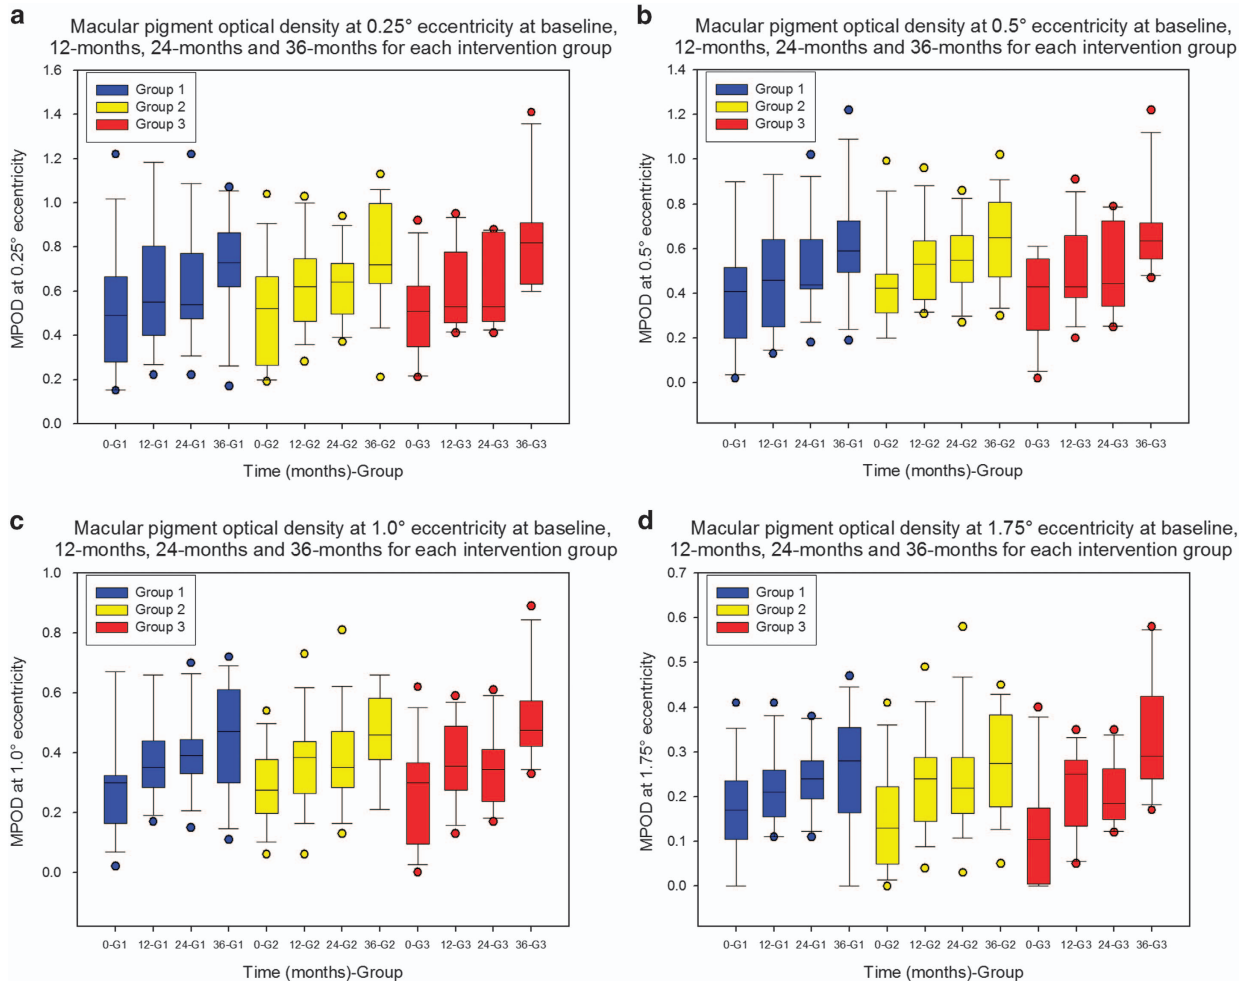 a
Macular pigment optical density at 0.25° eccentricity at baseline,
12-months, 24-months and 36-months for each intervention group
1.6
1.4
1.2
1.0
0.8
0.6
0.4
0.2
0.0
MPOD at 0.25° eccentricity
Group 1
Group 2
Group 3
0-G1 12-G1 24-G1 36-G1 0-G2 12-G2 24-G2 36-G2 0-G3 12-G3 24-G3 36-G3
Time (months)-Group
b
Macular pigment optical density at 0.5° eccentricity at baseline,
12-months, 24-months and 36-months for each intervention group
1.4
1.2
1.0
0.8
0.6
0.4
0.2
0.0
MPOD at 0.5° eccentricity
Group 1
Group 2
Group 3
0-G1 12-G1 24-G1 36-G1 0-G2 12-G2 24-G2 36-G2 0-G3 12-G3 24-G3 36-G3
Time (months)-Group
c
Macular pigment optical density at 1.0° eccentricity at baseline,
12-months, 24-months and 36-months for each intervention group
1.0
0.8
0.6
0.4
0.2
0.0
MPOD at 1.0° eccentricity
Group 1
Group 2
Group 3
0-G1 12-G1 24-G1 36-G1 0-G2 12-G2 24-G2 36-G2 0-G3 12-G3 24-G3 36-G3
Time (months)-Group
d
Macular pigment optical density at 1.75° eccentricity at baseline,
12-months, 24-months and 36-months for each intervention group
0.7
0.6
0.5
0.4
0.3
0.2
0.1
0.0
MPOD at 1.75° eccentricity
Group 1
Group 2
Group 3
0-G1 12-G1 24-G1 36-G1 0-G2 12-G2 24-G2 36-G2 0-G3 12-G3 24-G3 36-G3
Time (months)-Group